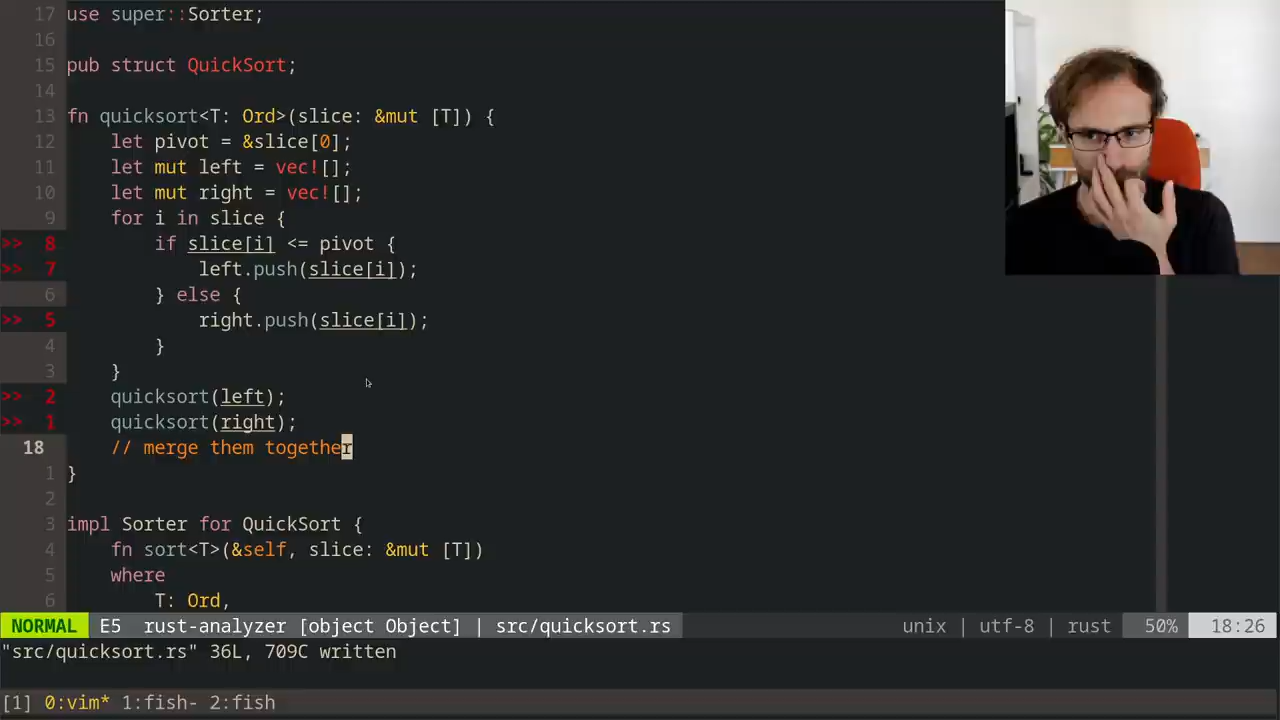 17 use super::Sorter;
16
15 pub struct QuickSort;
14
13 fn quicksort<T: Ord>(slice: &mut [T]) {
12     let pivot = &slice[0];
11     let mut left = vec![];
10     let mut right = vec![];
9     for i in slice {
>> 8         if slice[i] <= pivot {
>> 7             left.push(slice[i]);
6         } else {
>> 5             right.push(slice[i]);
4         }
3     }
>> 2     quicksort(left);
>> 1     quicksort(right);
18     // merge them together
1 }
2
3 impl Sorter for QuickSort {
4     fn sort<T>(&self, slice: &mut [T])
5     where
6         T: Ord,
NORMAL E5 rust-analyzer [object Object] | src/quicksort.rs unix | utf-8 | rust 50% 18:26
"src/quicksort.rs" 36L, 709C written
[1] 0:vim* 1:fish- 2:fish